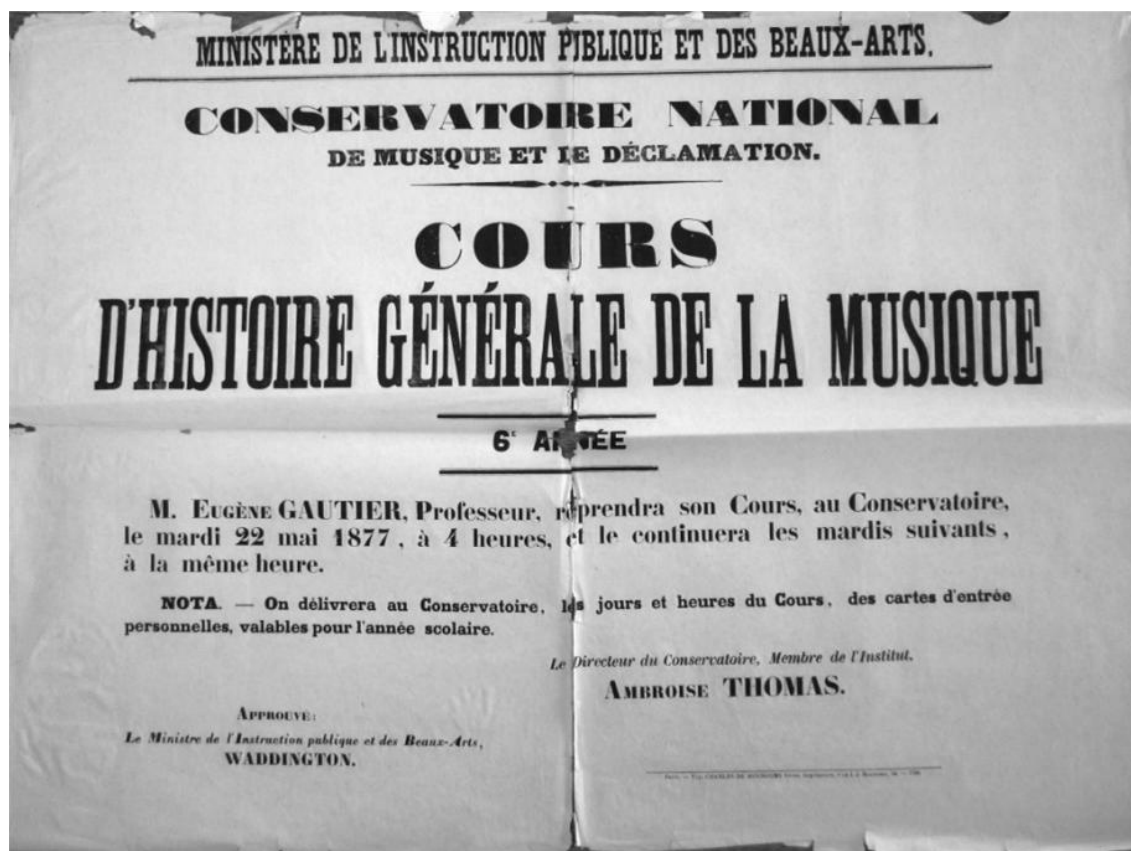 MINISTÈRE DE L'INSTRUCTION PUBLIQUE ET DES BEAUX-ARTS.
CONSERVATOIRE NATIONAL
DE MUSIQUE ET DE DÉCLAMATION.
COURS
D'HISTOIRE GÉNÉRALE DE LA MUSIQUE
6e ANNÉE
M. EUGÈNE GAUTIER, Professeur, reprendra son Cours, au Conservatoire,
le mardi 22 mai 1877, à 4 heures, et le continuera les mardis suivants,
à la même heure.
NOTA. — On délivrera au Conservatoire, les jours et heures du Cours, des cartes d'entrée
personnelles, valables pour l'année scolaire.
Le Directeur du Conservatoire, Membre de l'Institut,
AMBROISE THOMAS.
APPROUVÉ:
Le Ministre de l'Instruction publique et des Beaux-Arts,
WADDINGTON.